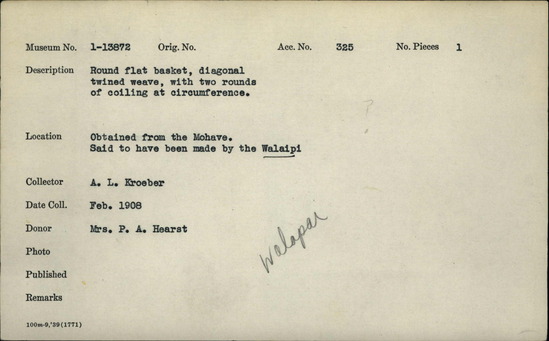 Museum No. 1-13872 Orig. No. Acc. No. 325 No. Pieces 1
Description Round flat basket, diagonal
twined weave, with two rounds
of coiling at circumference.
?
Location Obtained from the Mohave.
Said to have been made by the Walaipi
Collector A. L. Kroeber
Date Coll. Feb. 1908
Donor Mrs. P. A. Hearst
Walapai
Photo
Published
Remarks
100m-9,'39(1771)